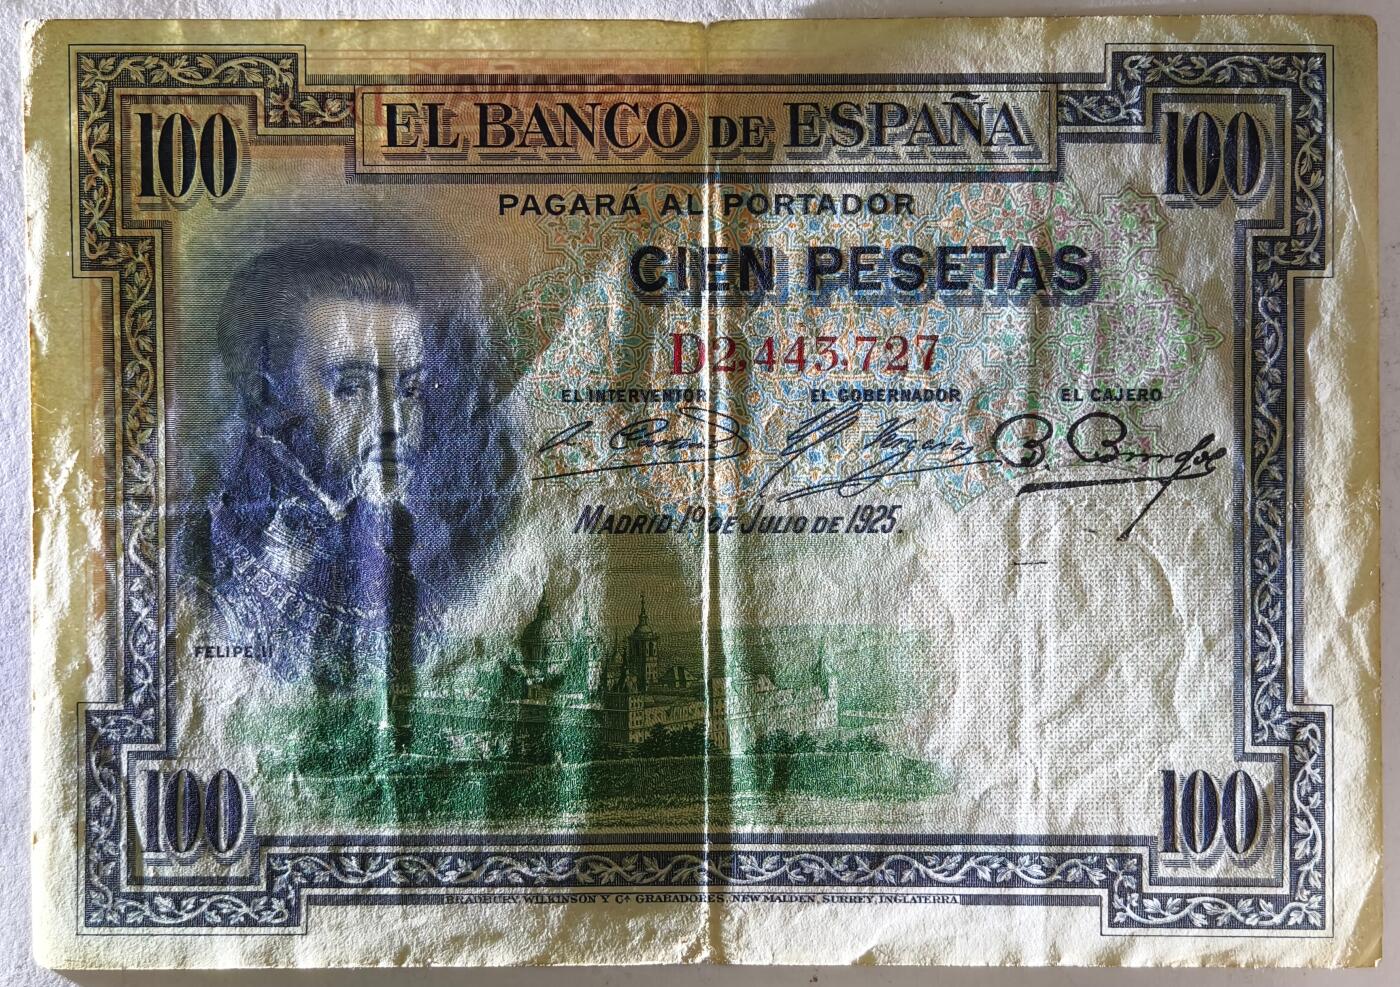 100 EL BANCO DE ESPAÑA 100
PAGARÁ AL PORTADOR
CIEN PESETAS
D2,443,727
EL INTERVENTOR EL GOBERNADOR EL CAJERO
MADRID 1º DE JULIO DE 1925.
FELIPE II
100 100
BRADBURY, WILKINSON Y Cª GRABADORES, NEW MALDEN, SURREY, INGLATERRA